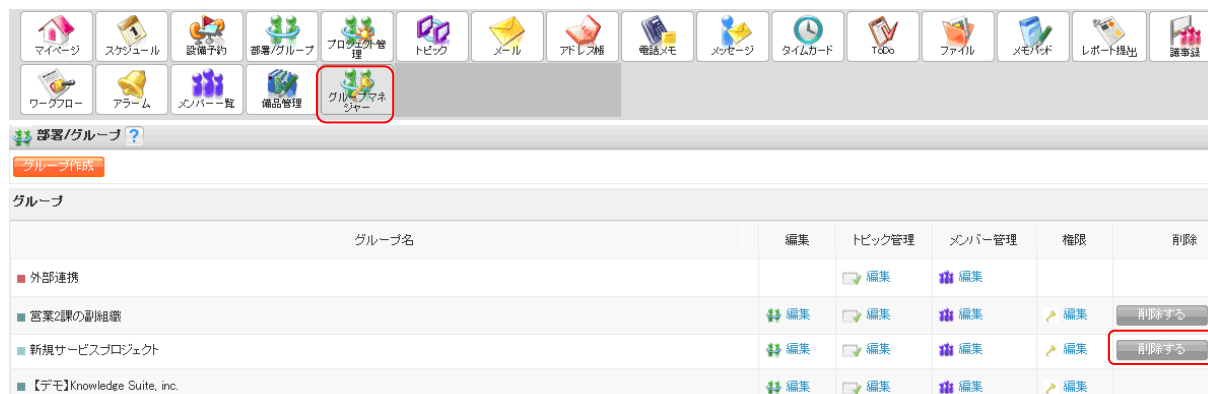 マイページ スケジュール 設備予約 部署/グループ プロジェクト管理 トピック メール アドレス帳 電話メモ メッセージ タイムカード ToDo ファイル メモパッド レポート提出 議事録
ワークフロー アラーム メンバー一覧 備品管理 グループマネジャー
部署/グループ ?
グループ作成
グループ
グループ名 編集 トピック管理 メンバー管理 権限 削除
外部連携 編集 編集
営業2課の副組織 編集 編集 編集 編集 削除する
新規サービスプロジェクト 編集 編集 編集 編集 削除する
【デモ】Knowledge Suite, inc. 編集 編集 編集 編集